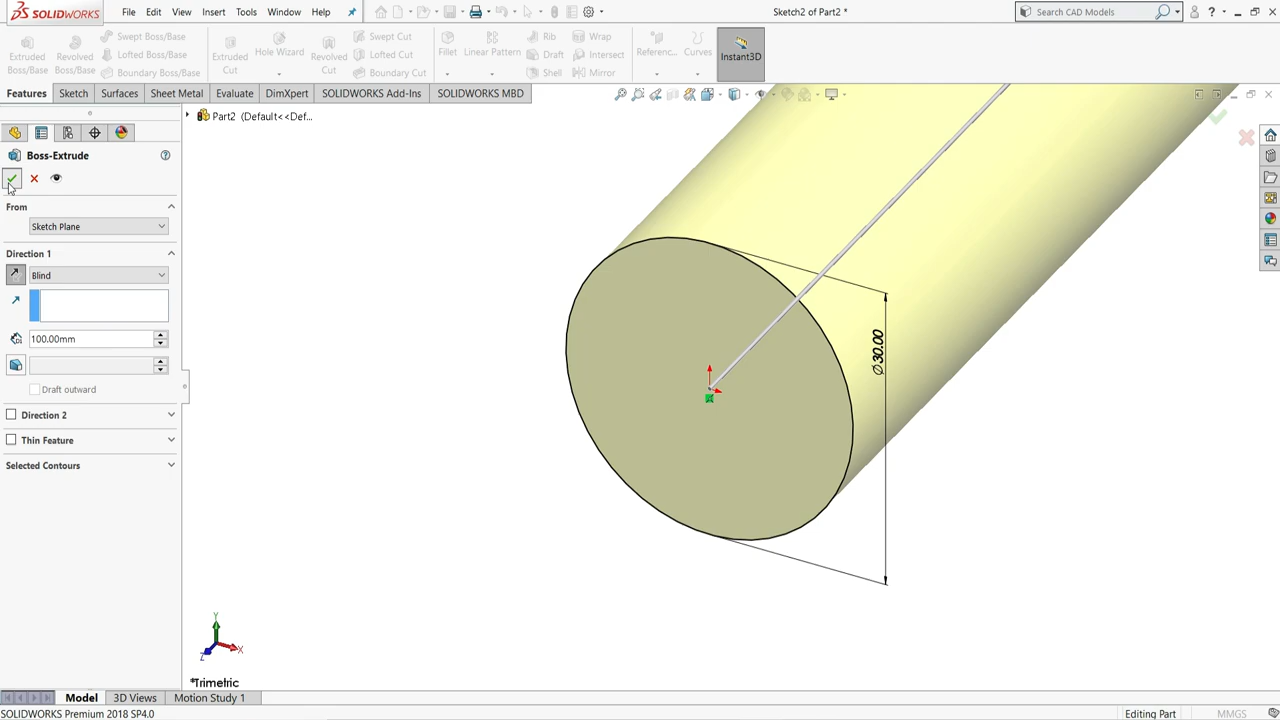 SOLIDWORKS File Edit View Insert Tools Window Help Sketch2 of Part2 * Search CAD Models ?
Extruded Boss/Base
Revolved Boss/Base
Swept Boss/Base
Lofted Boss/Base
Boundary Boss/Base
Extruded Cut
Hole Wizard
Revolved Cut
Swept Cut
Lofted Cut
Boundary Cut
Fillet
Linear Pattern
Rib
Draft
Shell
Wrap
Intersect
Mirror
Referenc...
Curves
Instant3D
Features Sketch Surfaces Sheet Metal Evaluate DimXpert SOLIDWORKS Add-Ins SOLIDWORKS MBD
Part2 (Default<<Def...
Boss-Extrude
From
Sketch Plane
Direction 1
Blind
100.00mm
Draft outward
Direction 2
Thin Feature
Selected Contours
∅30.00
Y
X
Z
*Trimetric
Model 3D Views Motion Study 1
SOLIDWORKS Premium 2018 SP4.0 Editing Part MMGS